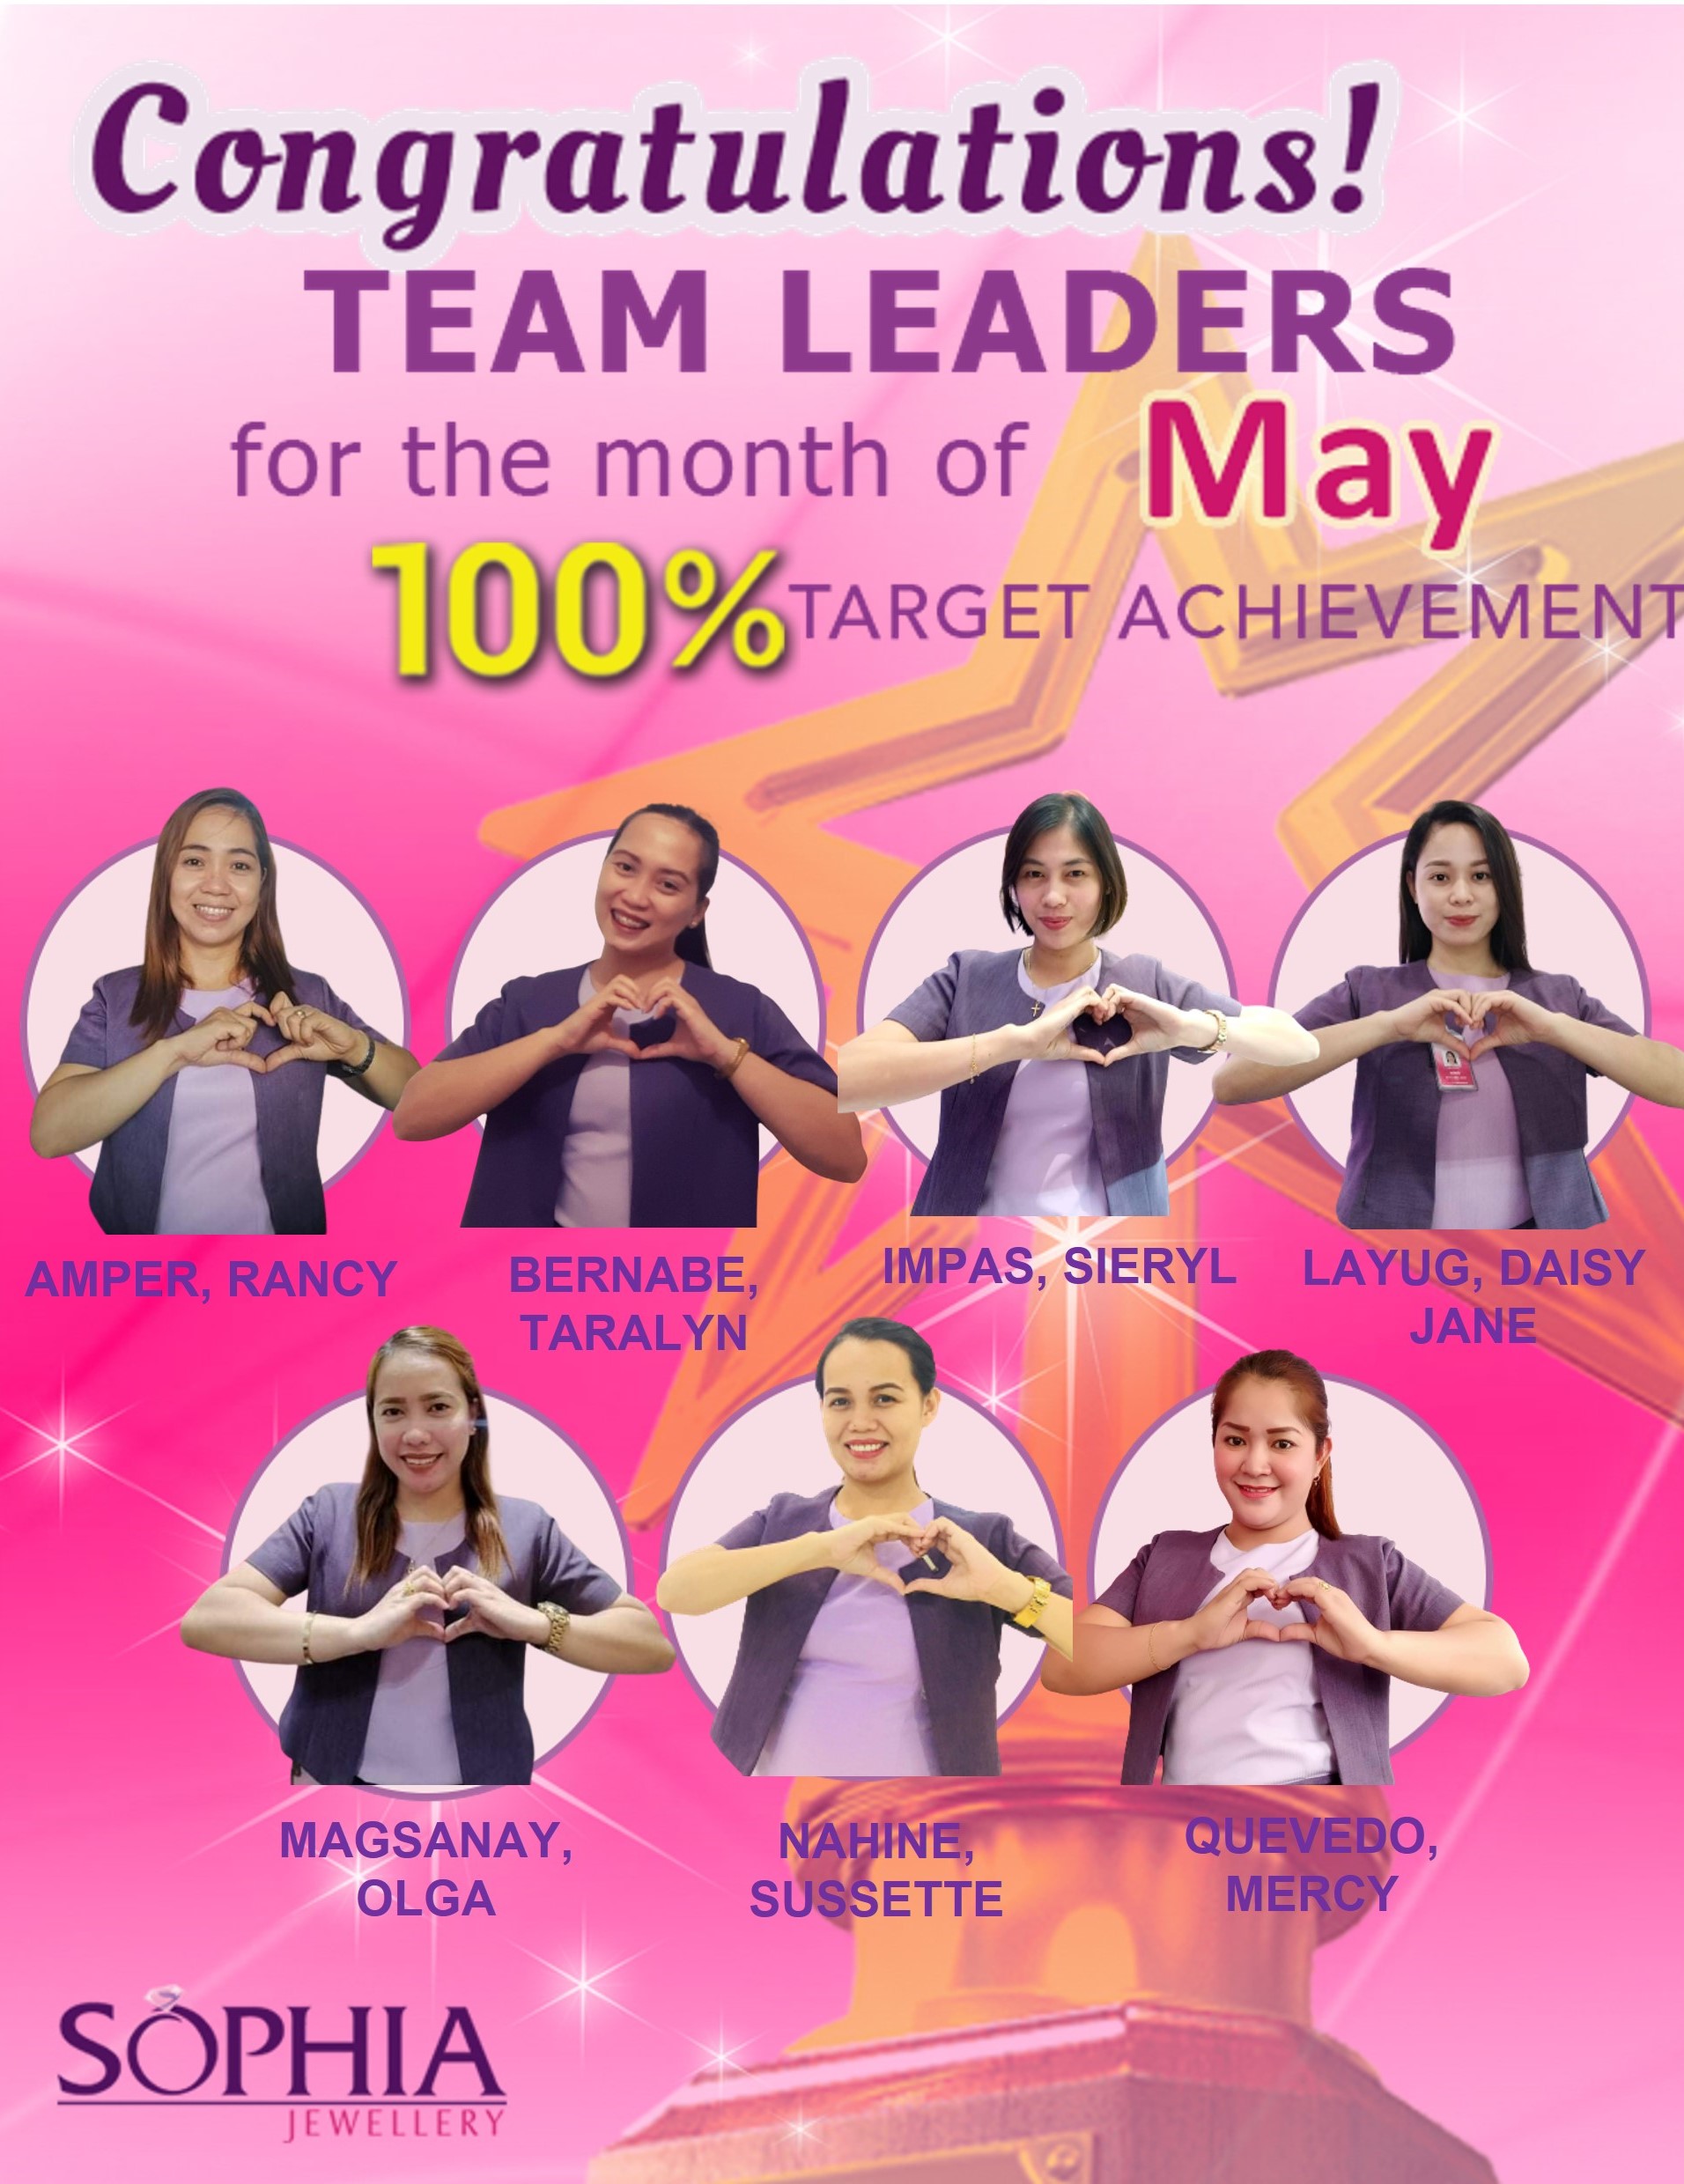 Congratulations!
TEAM LEADERS
for the month of May
100% TARGET ACHIEVEMENT
AMPER, RANCY
BERNABE,
TARALYN
IMPAS, SIERYL
LAYUG, DAISY
JANE
MAGSANAY,
OLGA
NAHINE,
SUSSETTE
QUEVEDO,
MERCY
SOPHIA
JEWELLERY